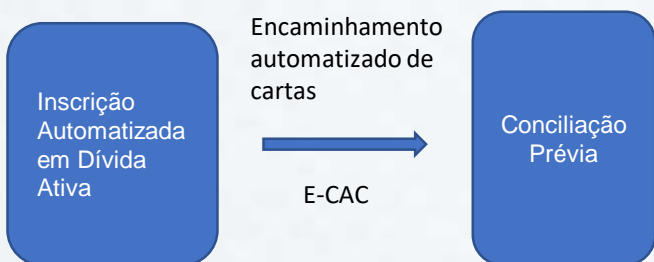 Inscrição
Automatizada
em Dívida
Ativa
Encaminhamento
automatizado de
cartas
E-CAC
Conciliação
Prévia